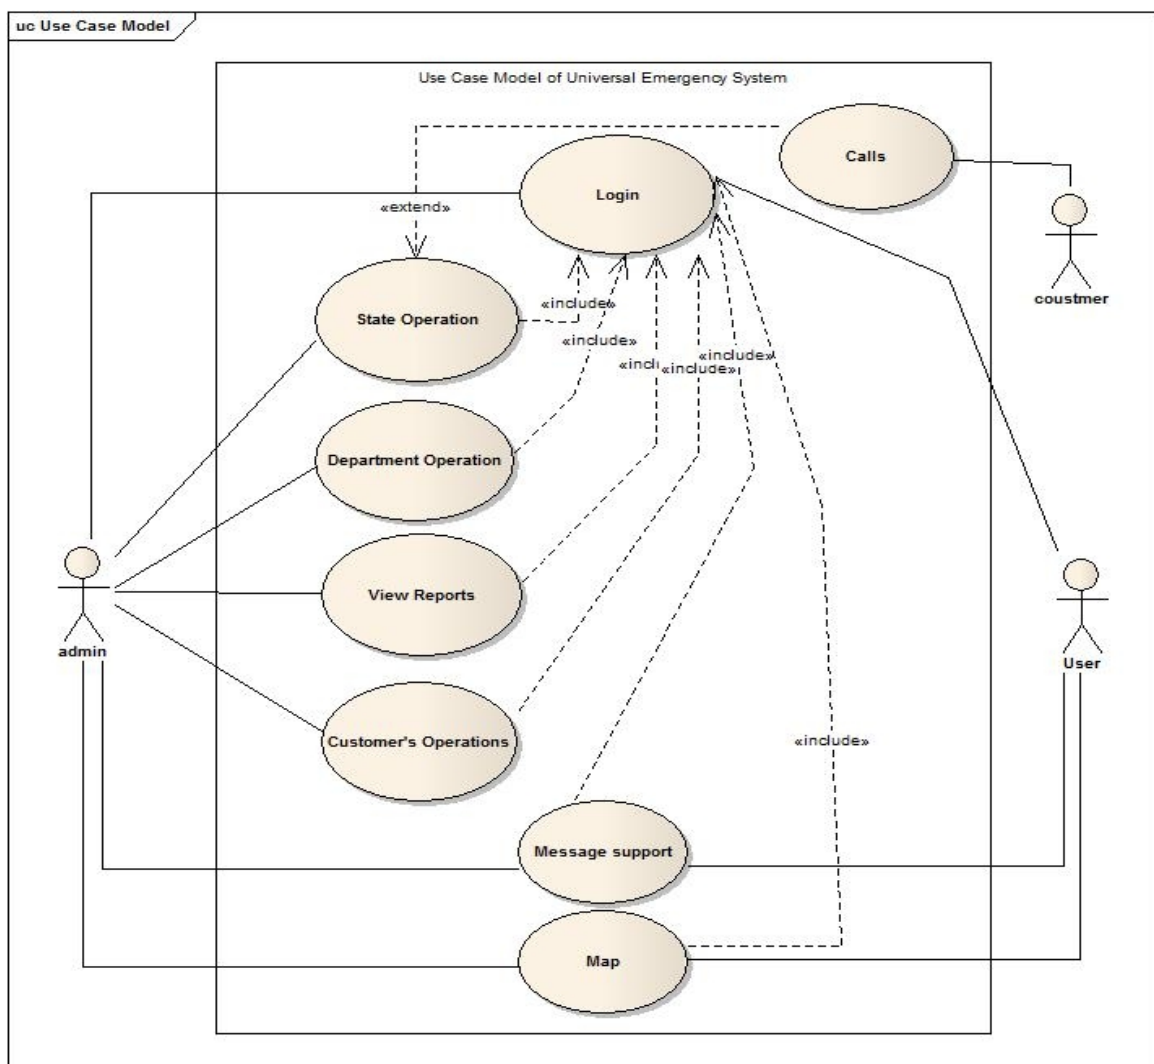 uc Use Case Model
Use Case Model of Universal Emergency System
Calls
Login
«extend»
coustmer
«include»
State Operation
«include»
«include»
«incl
«include»
Department Operation
View Reports
admin
User
Customer's Operations
«include»
Message support
Map